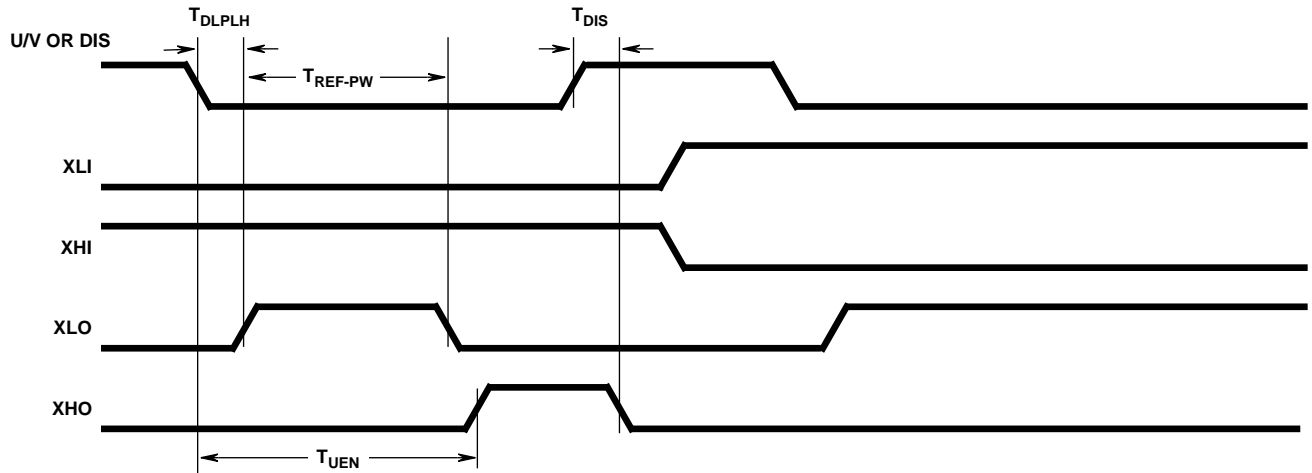 T_DLPLH T_DIS
U/V OR DIS
T_REF-PW
XLI
XHI
XLO
XHO
T_UEN